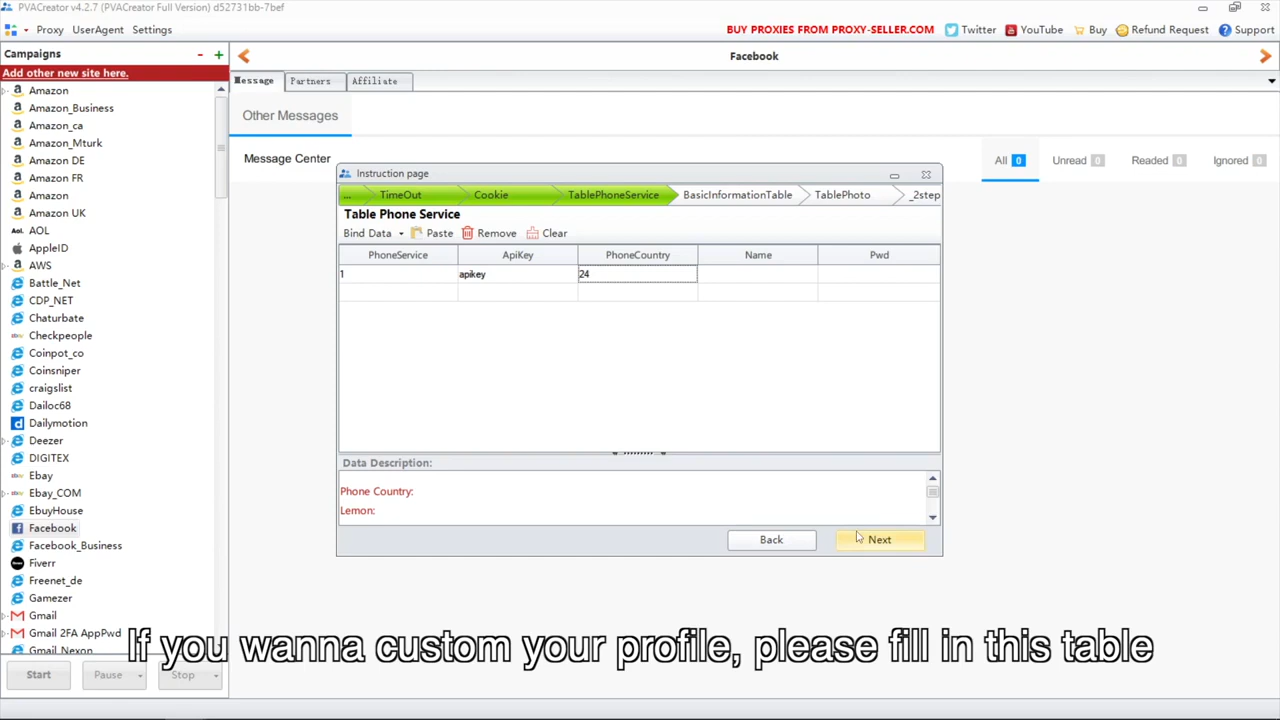 PVACreator v4.2.7 (PVACreator Full Version) d52731bb-7bef
Proxy UserAgent Settings
BUY PROXIES FROM PROXY-SELLER.COM Twitter YouTube Buy Refund Request Support
Campaigns - +
Facebook
Add other new site here.
Message Partners Affiliate
Amazon
Amazon_Business
Amazon_ca
Amazon_Mturk
Amazon DE
Amazon FR
Amazon
Amazon UK
AOL
AppleID
AWS
Battle_Net
CDP_NET
Chaturbate
Checkpeople
Coinpot_co
Coinsniper
craigslist
Dailoc68
Dailymotion
Deezer
DIGITEX
Ebay
Ebay_COM
EbuyHouse
Facebook
Facebook_Business
Fiverr
Freenet_de
Gamezer
Gmail
Gmail 2FA AppPwd
Gmail Nexon
Start Pause Stop
Other Messages
Message Center
All 0 Unread 0 Readed 0 Ignored 0
Instruction page
... TimeOut Cookie TablePhoneService BasicInformationTable TablePhoto _2step
Table Phone Service
Bind Data Paste Remove Clear
PhoneService ApiKey PhoneCountry Name Pwd
1 apikey 24
Data Description:
Phone Country:
Lemon:
Back Next
If you wanna custom your profile, please fill in this table